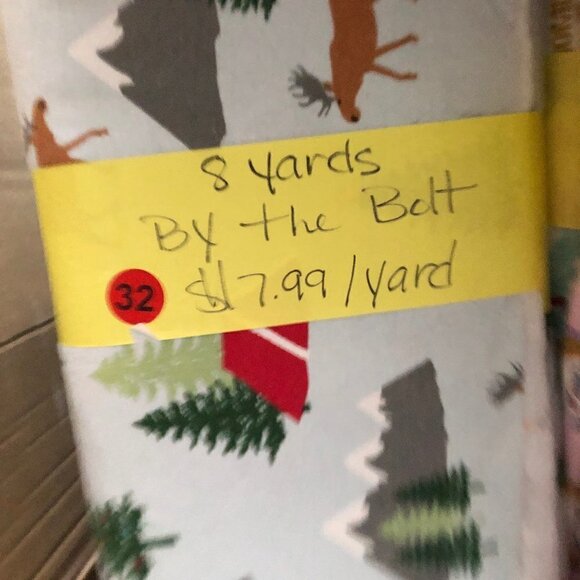 8 yards
By the Bolt
32 $17.99/yard